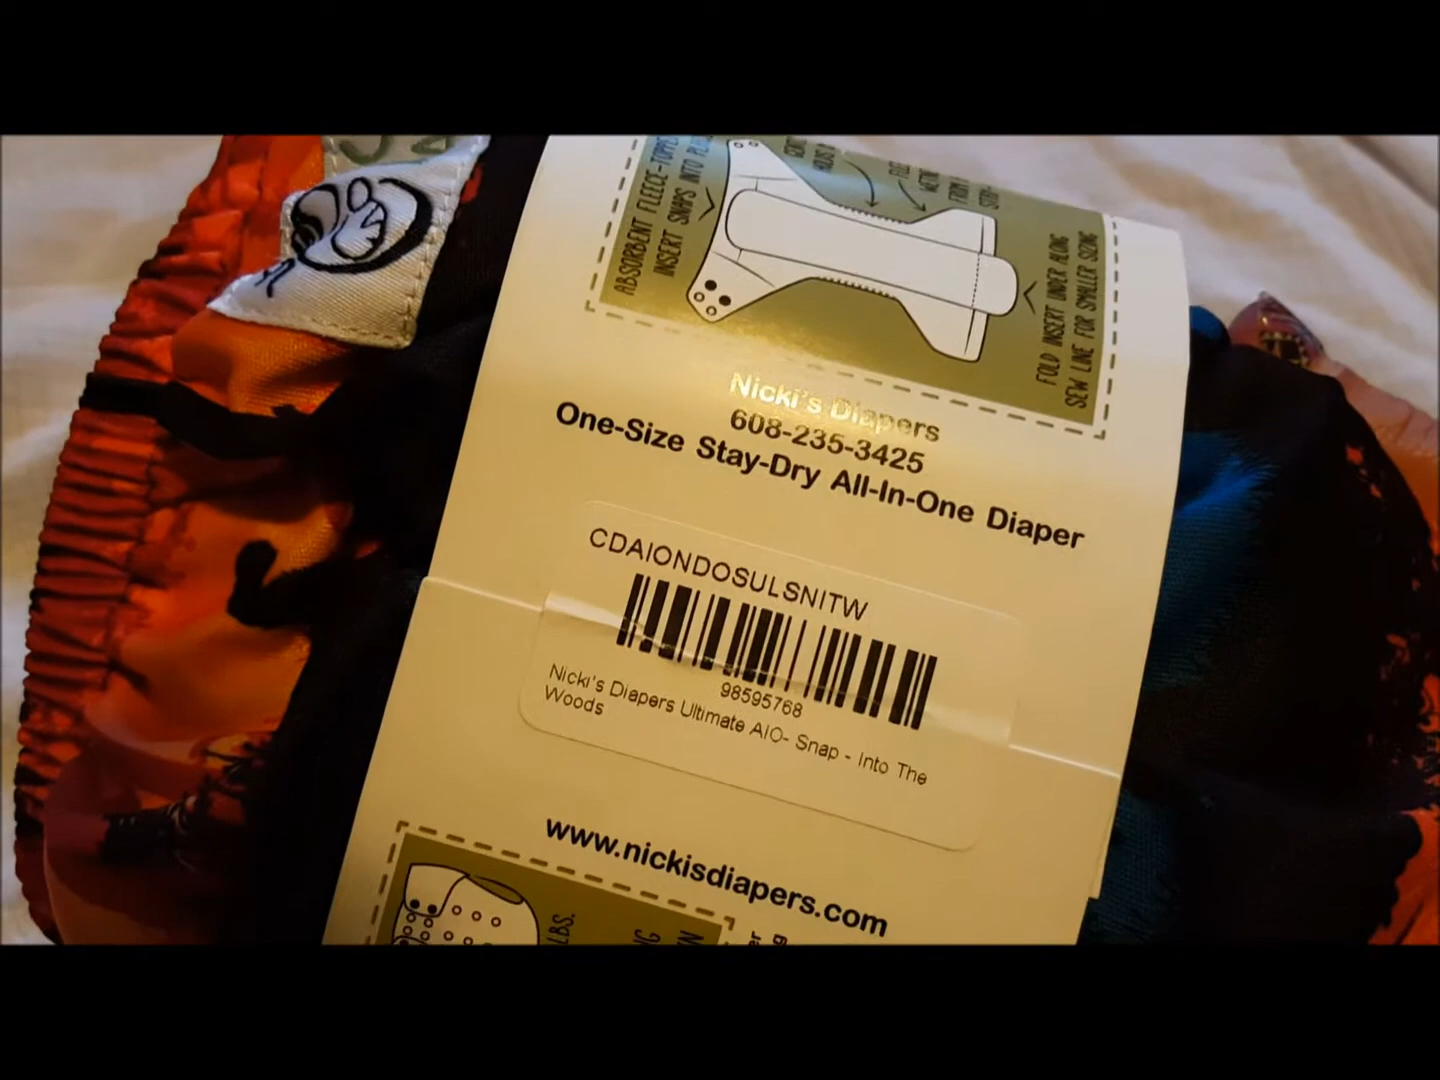 ABSORBENT FLEECE-TOPPED
INSERT SNAPS INTO
FOLD INSERT UNDER ALONG
SEW LINE FOR SMALLER SIZING
Nicki's Diapers
608-235-3425
One-Size Stay-Dry All-In-One Diaper
CDAIONDOSULSNITW
98595768
Nicki's Diapers Ultimate AIO- Snap - Into The
Woods
www.nickisdiapers.com
LBS.